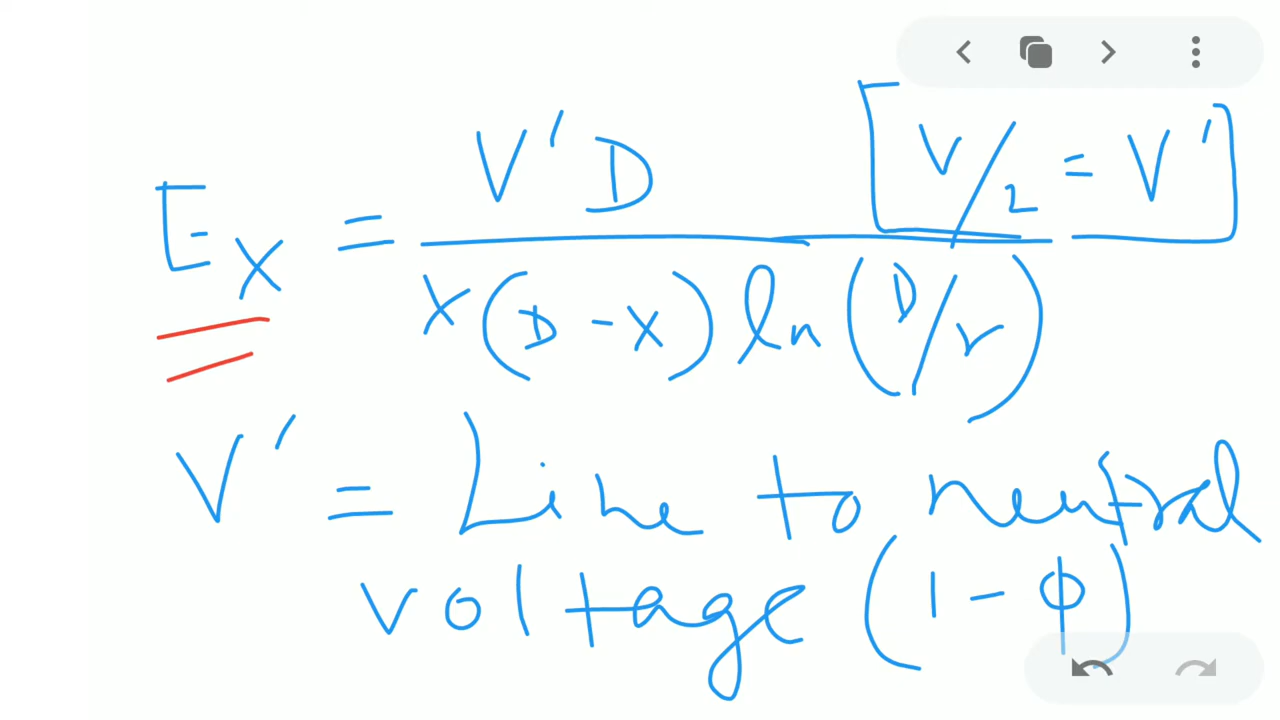 Ex = V'D / x(D-x) ln(D/r) [V/2 = V']
V' = Line to neutral
voltage (1-ϕ)